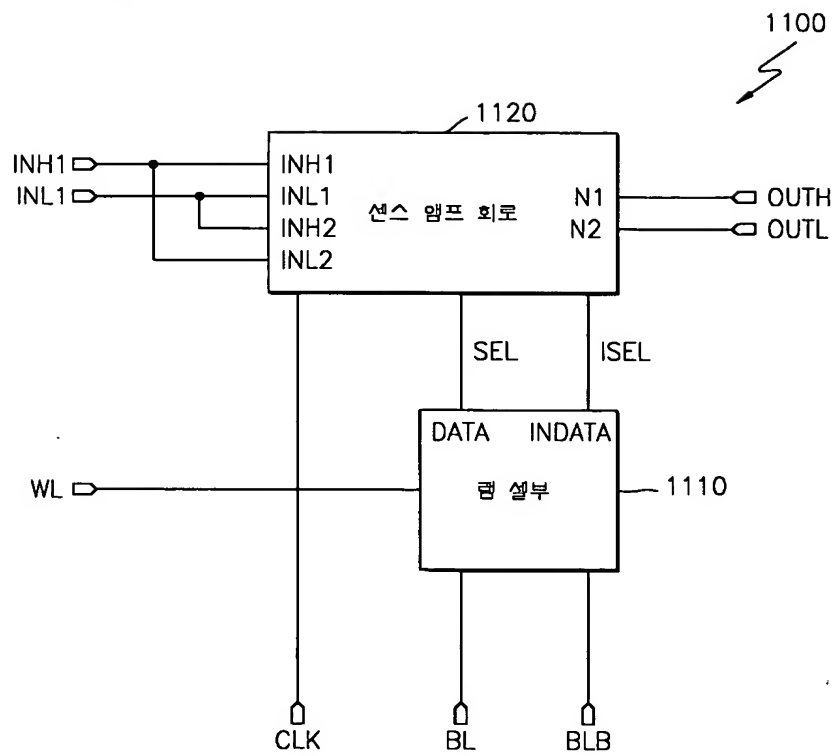 1100
1120
INH1
INL1
INH1
INL1
INH2
INL2
센스 앰프 회로
N1
N2
OUTH
OUTL
SEL
ISEL
DATA
INDATA
WL
램 셀부
1110
CLK
BL
BLB